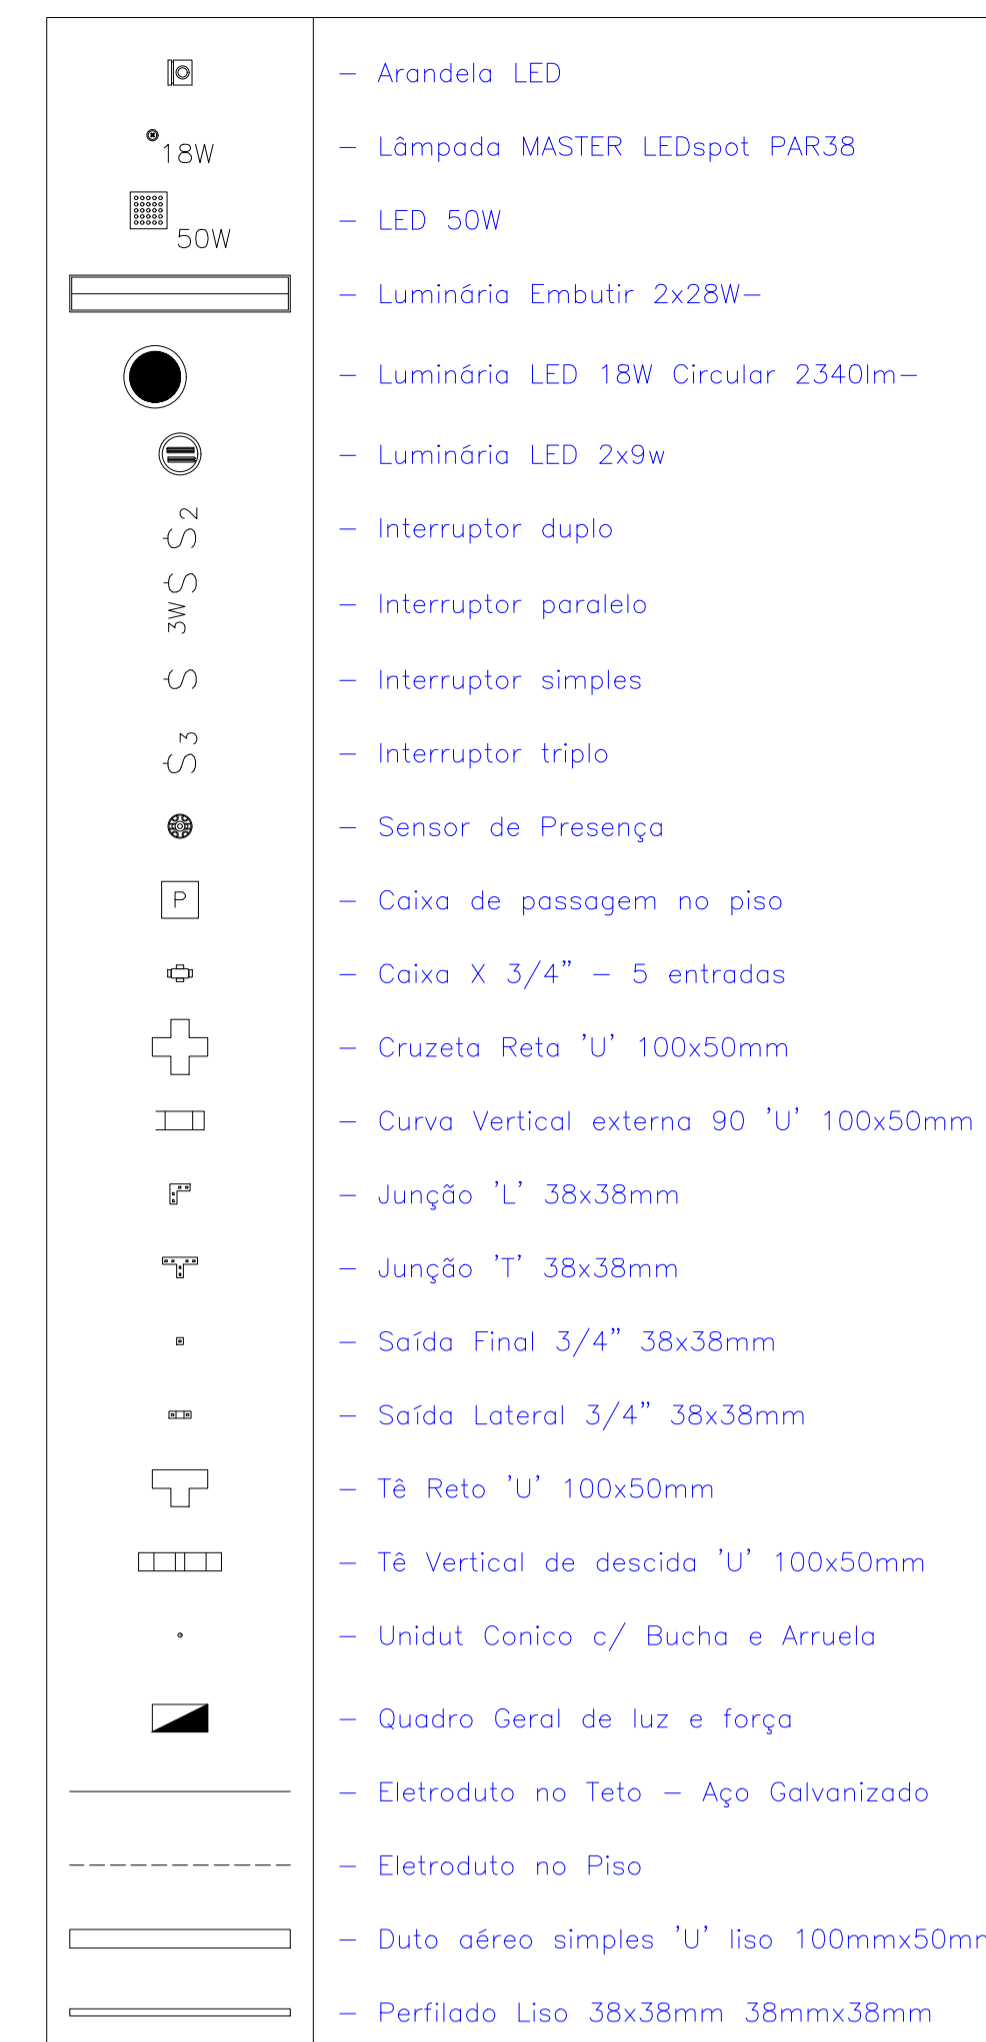 – Arandela LED
18W – Lâmpada MASTER LEDspot PAR38
50W – LED 50W
– Luminária Embutir 2x28W–
– Luminária LED 18W Circular 2340lm–
– Luminária LED 2x9w
S2 – Interruptor duplo
3W S – Interruptor paralelo
S – Interruptor simples
S3 – Interruptor triplo
– Sensor de Presença
P – Caixa de passagem no piso
– Caixa X 3/4" – 5 entradas
– Cruzeta Reta 'U' 100x50mm
– Curva Vertical externa 90 'U' 100x50mm
– Junção 'L' 38x38mm
– Junção 'T' 38x38mm
– Saída Final 3/4" 38x38mm
– Saída Lateral 3/4" 38x38mm
– Tê Reto 'U' 100x50mm
– Tê Vertical de descida 'U' 100x50mm
– Unidut Conico c/ Bucha e Arruela
– Quadro Geral de luz e força
– Eletroduto no Teto – Aço Galvanizado
– Eletroduto no Piso
– Duto aéreo simples 'U' liso 100mmx50mm
– Perfilado Liso 38x38mm 38mmx38mm